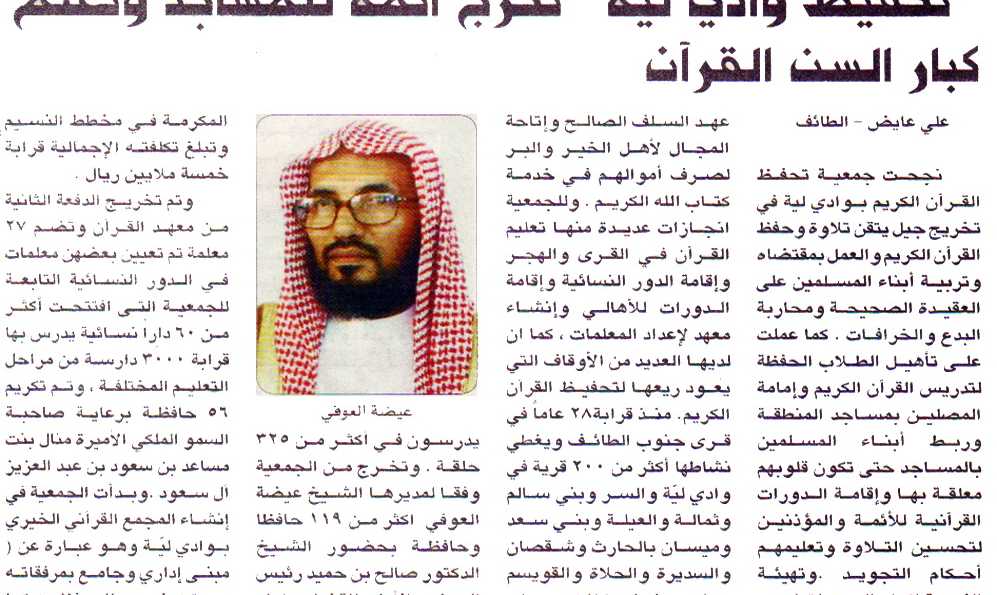 تحفيظ وادي لية تخرج أئمة للمساجد وتعلم
كبار السن القرآن
علي عايض - الطائف
نجحت جمعية تحفظ
القرآن الكريم بوادي لية في
تخريج جيل يتقن تلاوة وحفظ
القرآن الكريم والعمل بمقتضاه
وتربية أبناء المسلمين على
العقيدة الصحيحة ومحاربة
البدع والخرافات . كما عملت
على تأهيل الطلاب الحفظة
لتدريس القرآن الكريم وإمامة
المصلين بمساجد المنطقة
وربط أبناء المسلمين
بالمساجد حتى تكون قلوبهم
معلقة بها وإقامة الدورات
القرآنية للأئمة والمؤذنين
لتحسين التلاوة وتعليمهم
أحكام التجويد .وتهيئة
عهد السلف الصالح وإتاحة
المجال لأهل الخير والبر
لصرف أموالهم في خدمة
كتاب الله الكريم . وللجمعية
انجازات عديدة منها تعليم
القرآن في القرى والهجر
وإقامة الدور النسائية وإقامة
الدورات للأهالي وإنشاء
معهد لإعداد المعلمات ، كما ان
لديها العديد من الأوقاف التي
يعود ريعها لتحفيظ القرآن
الكريم. منذ قرابة ٢٨ عاماً في
قرى جنوب الطائف ويغطي
نشاطها أكثر من ٢٠٠ قرية في
وادي ليّة والسر وبني سالم
وثمالة والعيلة وبني سعد
وميسان بالحارث وشقصان
والسديرة والحلاة والقويسم
عيضة العوفي
يدرسون في أكثر من ٣٢٥
حلقة . وتخرج من الجمعية
وفقا لمديرها الشيخ عيضة
العوفي اكثر من ١١٩ حافظا
وحافظة بحضور الشيخ
الدكتور صالح بن حميد رئيس
المكرمة في مخطط النسيم
وتبلغ تكلفته الإجمالية قرابة
خمسة ملايين ريال .
وتم تخريج الدفعة الثانية
من معهد القرآن وتضم ٢٧
معلمة تم تعيين بعضهن معلمات
في الدور النسائية التابعة
للجمعية التى افتتحت أكثر
من ٦٠ داراً نسائية يدرس بها
قرابة ٣٠٠٠ دارسة من مراحل
التعليم المختلفة ، وتم تكريم
٥٦ حافظة برعاية صاحبة
السمو الملكي الاميرة منال بنت
مساعد بن سعود بن عبد العزيز
آل سعود .وبدأت الجمعية في
إنشاء المجمع القرآني الخيري
بوادي ليّة وهو عبارة عن (
مبنى إداري وجامع بمرفقاته